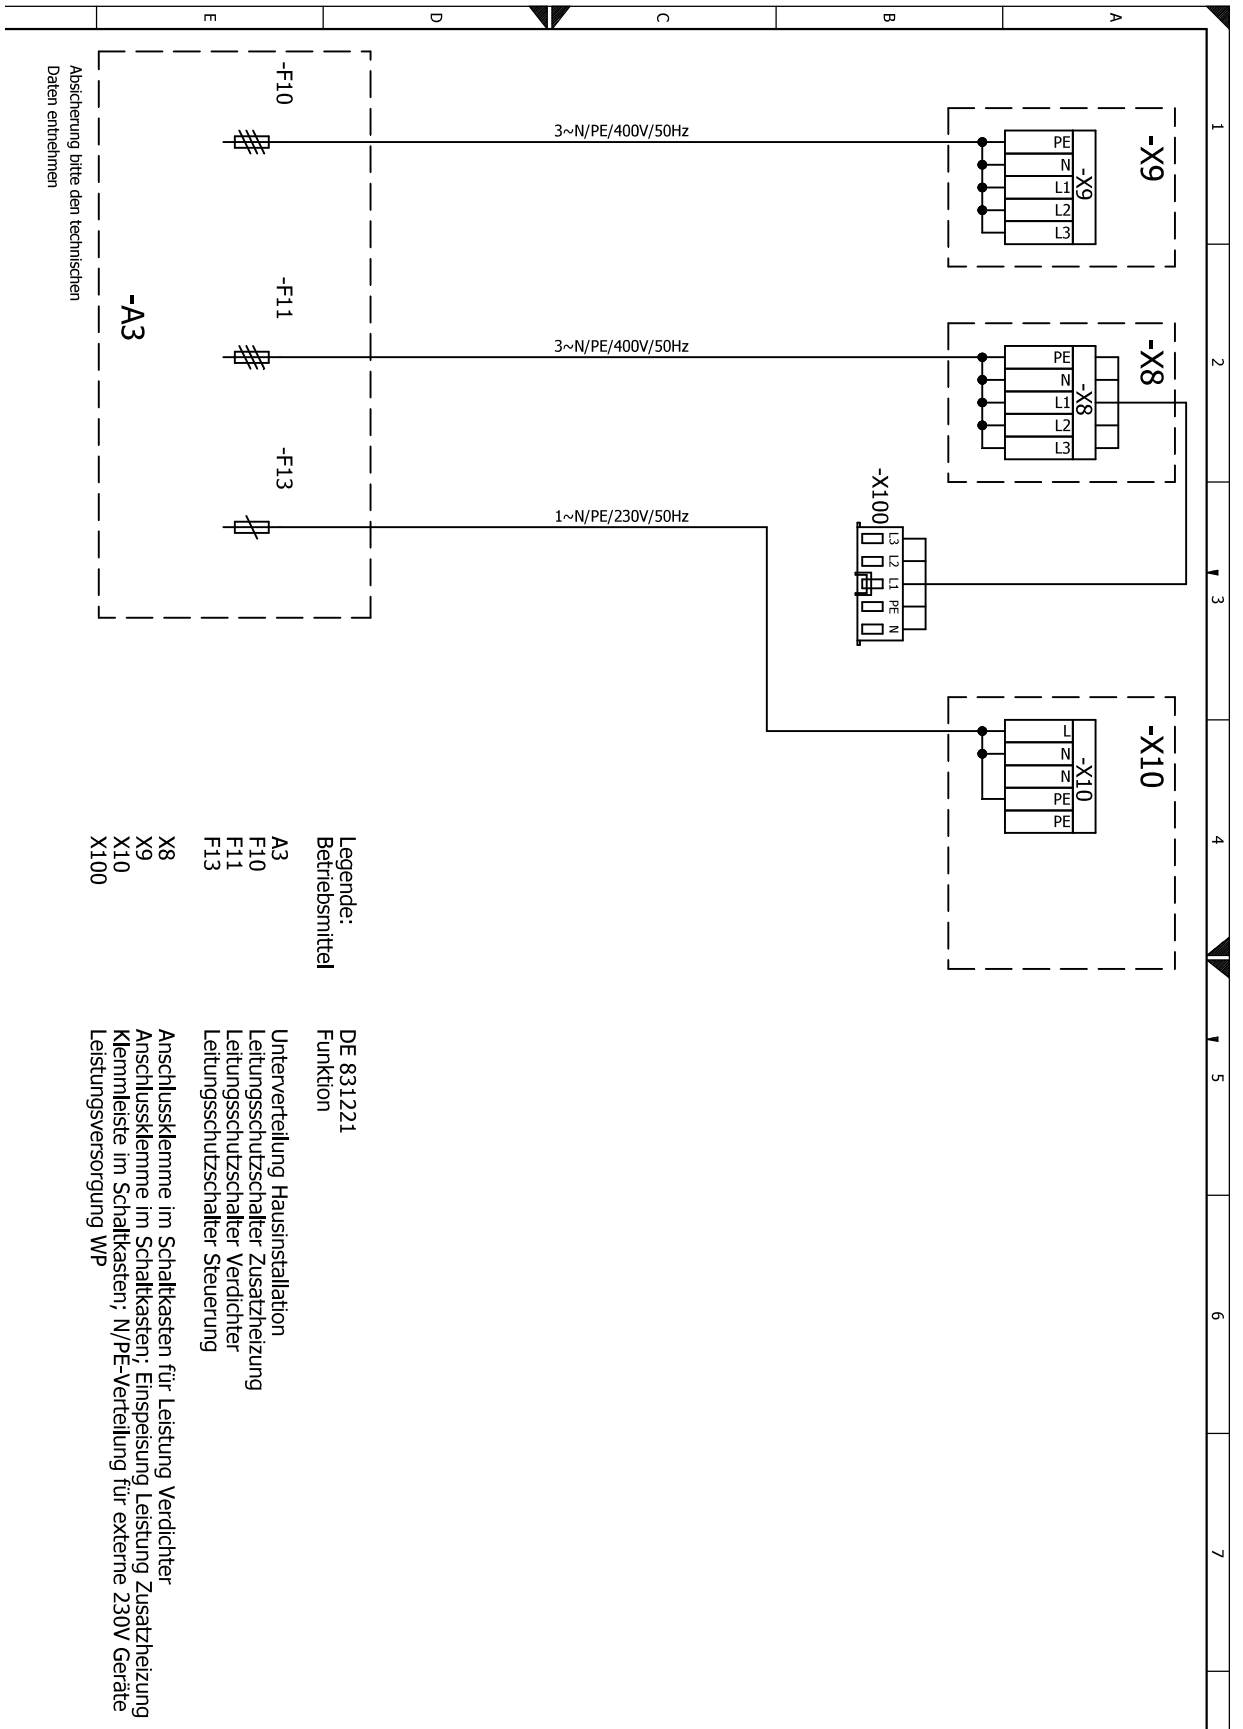 1
2
3
4
5
6
7
A
B
C
D
E
-X9
-X9
PE
N
L1
L2
L3
-X8
-X8
PE
N
L1
L2
L3
-X10
-X10
L
N
N
PE
PE
-X100
L3
L2
L1
PE
N
3~N/PE/400V/50Hz
3~N/PE/400V/50Hz
1~N/PE/230V/50Hz
-F10
-F11
-F13
-A3
Absicherung bitte den technischen
Daten entnehmen
Legende: DE 831221
Betriebsmittel Funktion
A3 Unterverteilung Hausinstallation
F10 Leitungsschutzschalter Zusatzheizung
F11 Leitungsschutzschalter Verdichter
F13 Leitungsschutzschalter Steuerung
X8 Anschlussklemme im Schaltkasten für Leistung Verdichter
X9 Anschlussklemme im Schaltkasten; Einspeisung Leistung Zusatzheizung
X10 Klemmleiste im Schaltkasten; N/PE-Verteilung für externe 230V Geräte
X100 Leistungsversorgung WP